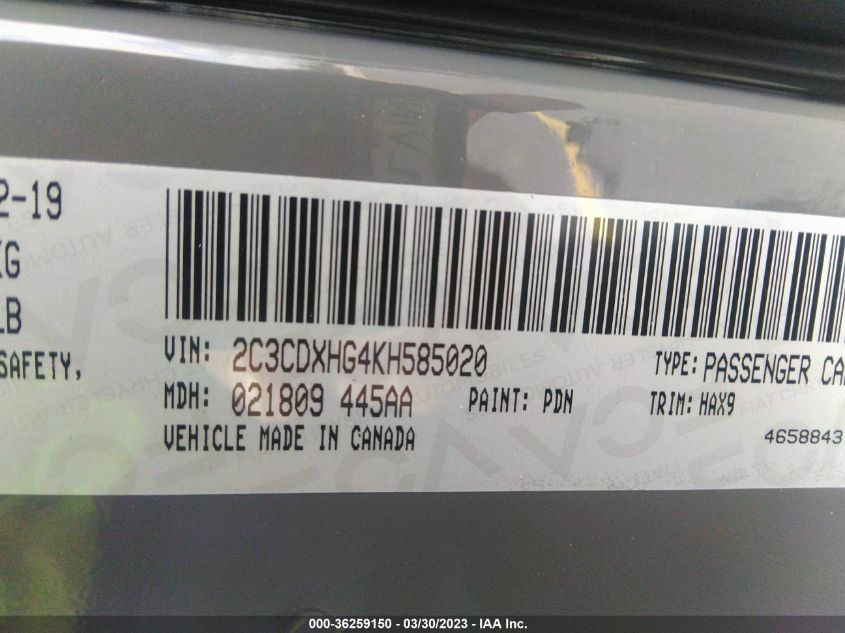 2-19
KG
LB
SAFETY,
VIN: 2C3CDXHG4KH585020
TYPE: PASSENGER CA
MDH: 021809 445AA
PAINT: PDN
TRIM: HAX9
VEHICLE MADE IN CANADA
4658843
000-36259150 — 03/30/2023 — IAA Inc.